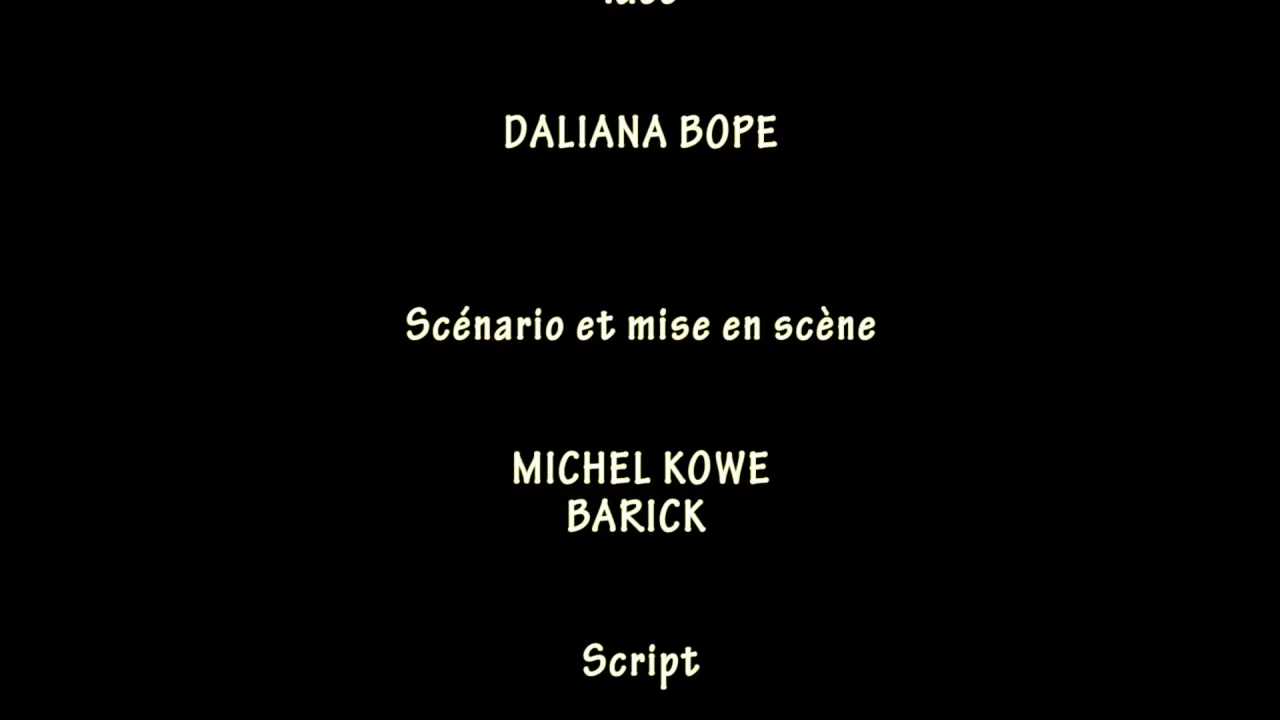 DALIANA BOPE
Scénario et mise en scène
MICHEL KOWE
BARICK
Script